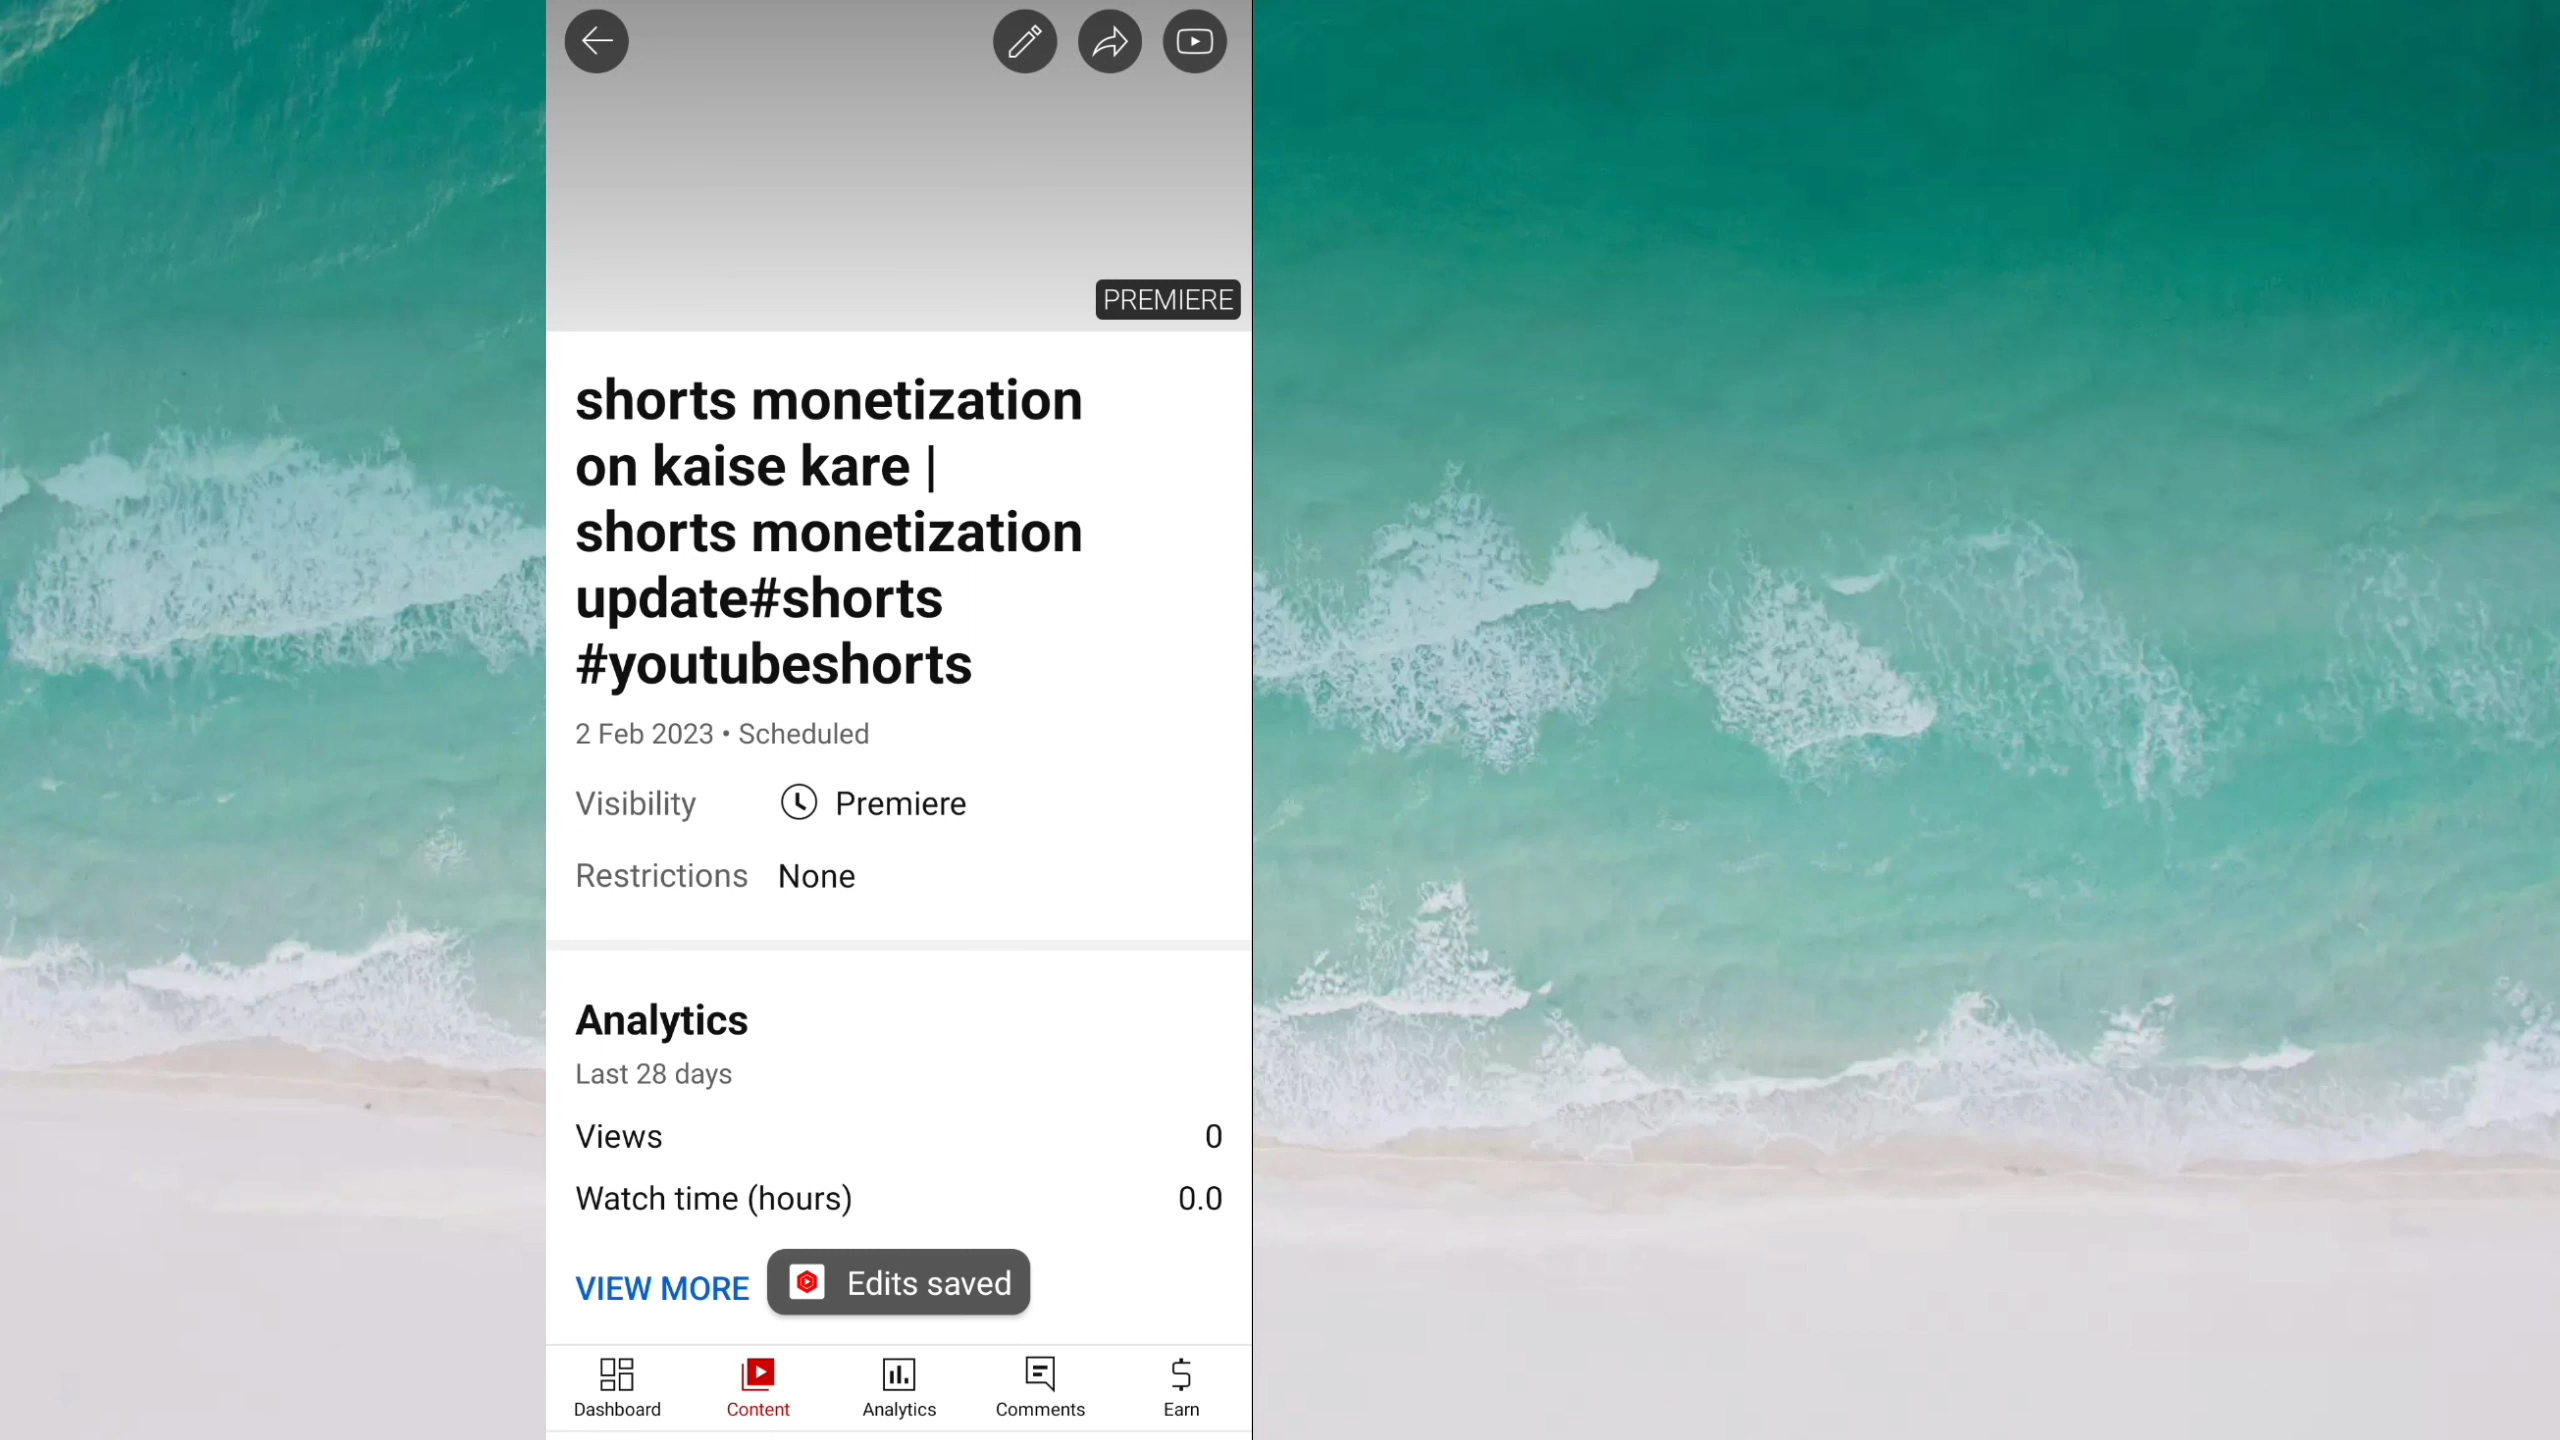 PREMIERE
shorts monetization
on kaise kare |
shorts monetization
update#shorts
#youtubeshorts
2 Feb 2023 • Scheduled
Visibility Premiere
Restrictions None
Analytics
Last 28 days
Views 0
Watch time (hours) 0.0
VIEW MORE Edits saved
Dashboard Content Analytics Comments Earn